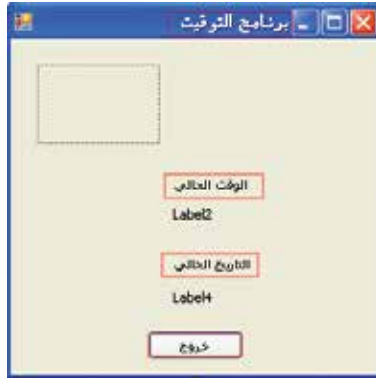 برنامج التوقيت
الوقت الحالي
Label2
التاريخ الحالي
Label4
خروج